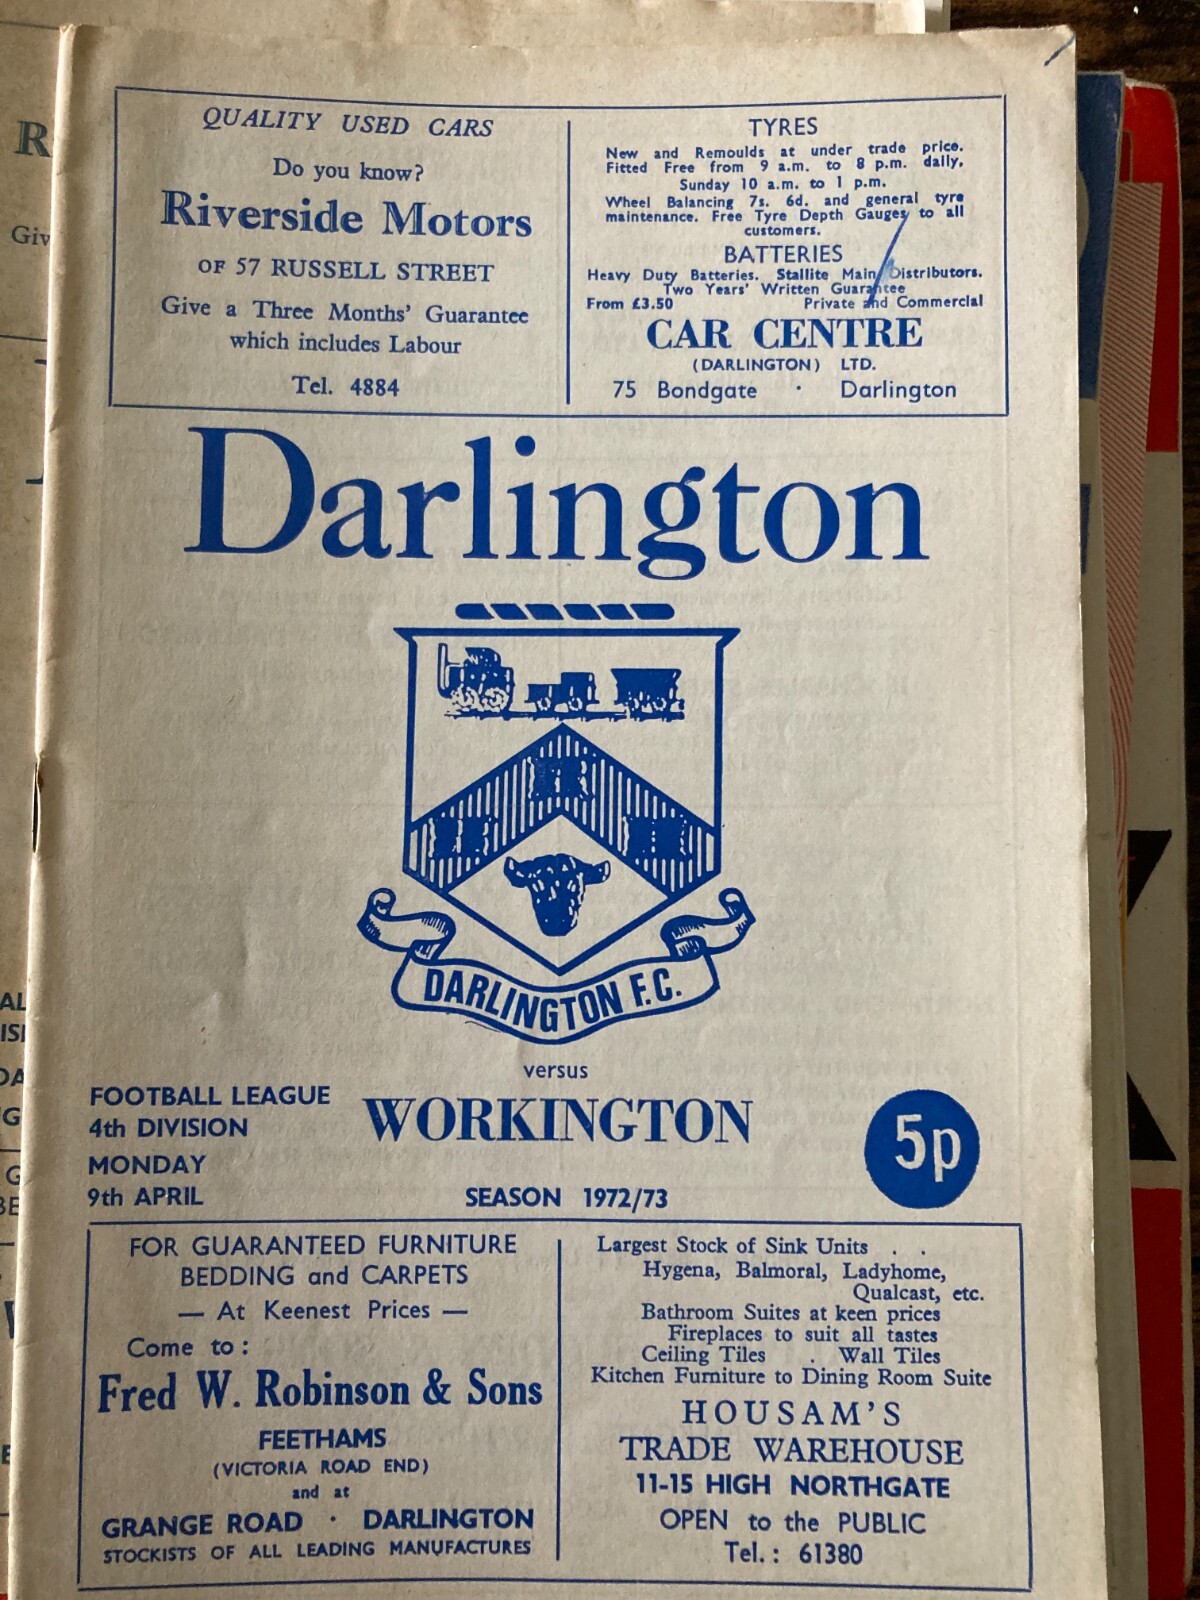 QUALITY USED CARS
Do you know?
Riverside Motors
OF 57 RUSSELL STREET
Give a Three Months' Guarantee
which includes Labour
Tel. 4884
TYRES
New and Remoulds at under trade price.
Fitted Free from 9 a.m. to 8 p.m. daily,
Sunday 10 a.m. to 1 p.m.
Wheel Balancing 7s. 6d. and general tyre
maintenance. Free Tyre Depth Gauges to all
customers.
BATTERIES
Heavy Duty Batteries. Stallite Main Distributors.
Two Years' Written Guarantee
From £3.50 Private and Commercial
CAR CENTRE
(DARLINGTON) LTD.
75 Bondgate · Darlington
Darlington
DARLINGTON F.C.
versus
FOOTBALL LEAGUE
4th DIVISION
WORKINGTON
MONDAY
9th APRIL
SEASON 1972/73
5p
FOR GUARANTEED FURNITURE
BEDDING and CARPETS
— At Keenest Prices —
Come to:
Fred W. Robinson & Sons
FEETHAMS
(VICTORIA ROAD END)
and at
GRANGE ROAD · DARLINGTON
STOCKISTS OF ALL LEADING MANUFACTURES
Largest Stock of Sink Units . .
Hygena, Balmoral, Ladyhome,
Qualcast, etc.
Bathroom Suites at keen prices
Fireplaces to suit all tastes
Ceiling Tiles . Wall Tiles
Kitchen Furniture to Dining Room Suite
HOUSAM'S
TRADE WAREHOUSE
11-15 HIGH NORTHGATE
OPEN to the PUBLIC
Tel.: 61380